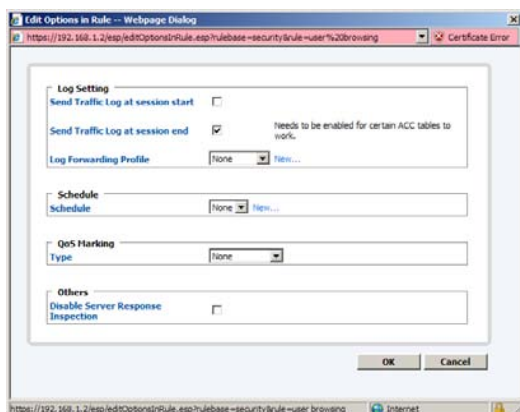 Edit Options in Rule -- Webpage Dialog
https://192.168.1.2/esp/editOptionsInRule.esp?rulebase=security&rule=user%20browsing
Certificate Error
Log Setting
Send Traffic Log at session start
Send Traffic Log at session end
Needs to be enabled for certain ACC tables to
work.
Log Forwarding Profile
None
New...
Schedule
Schedule
None
New...
QoS Marking
Type
None
Others
Disable Server Response
Inspection
OK
Cancel
https://192.168.1.2/esp/editOptionsInRule.esp?rulebase=security&rule=user browsing
Internet